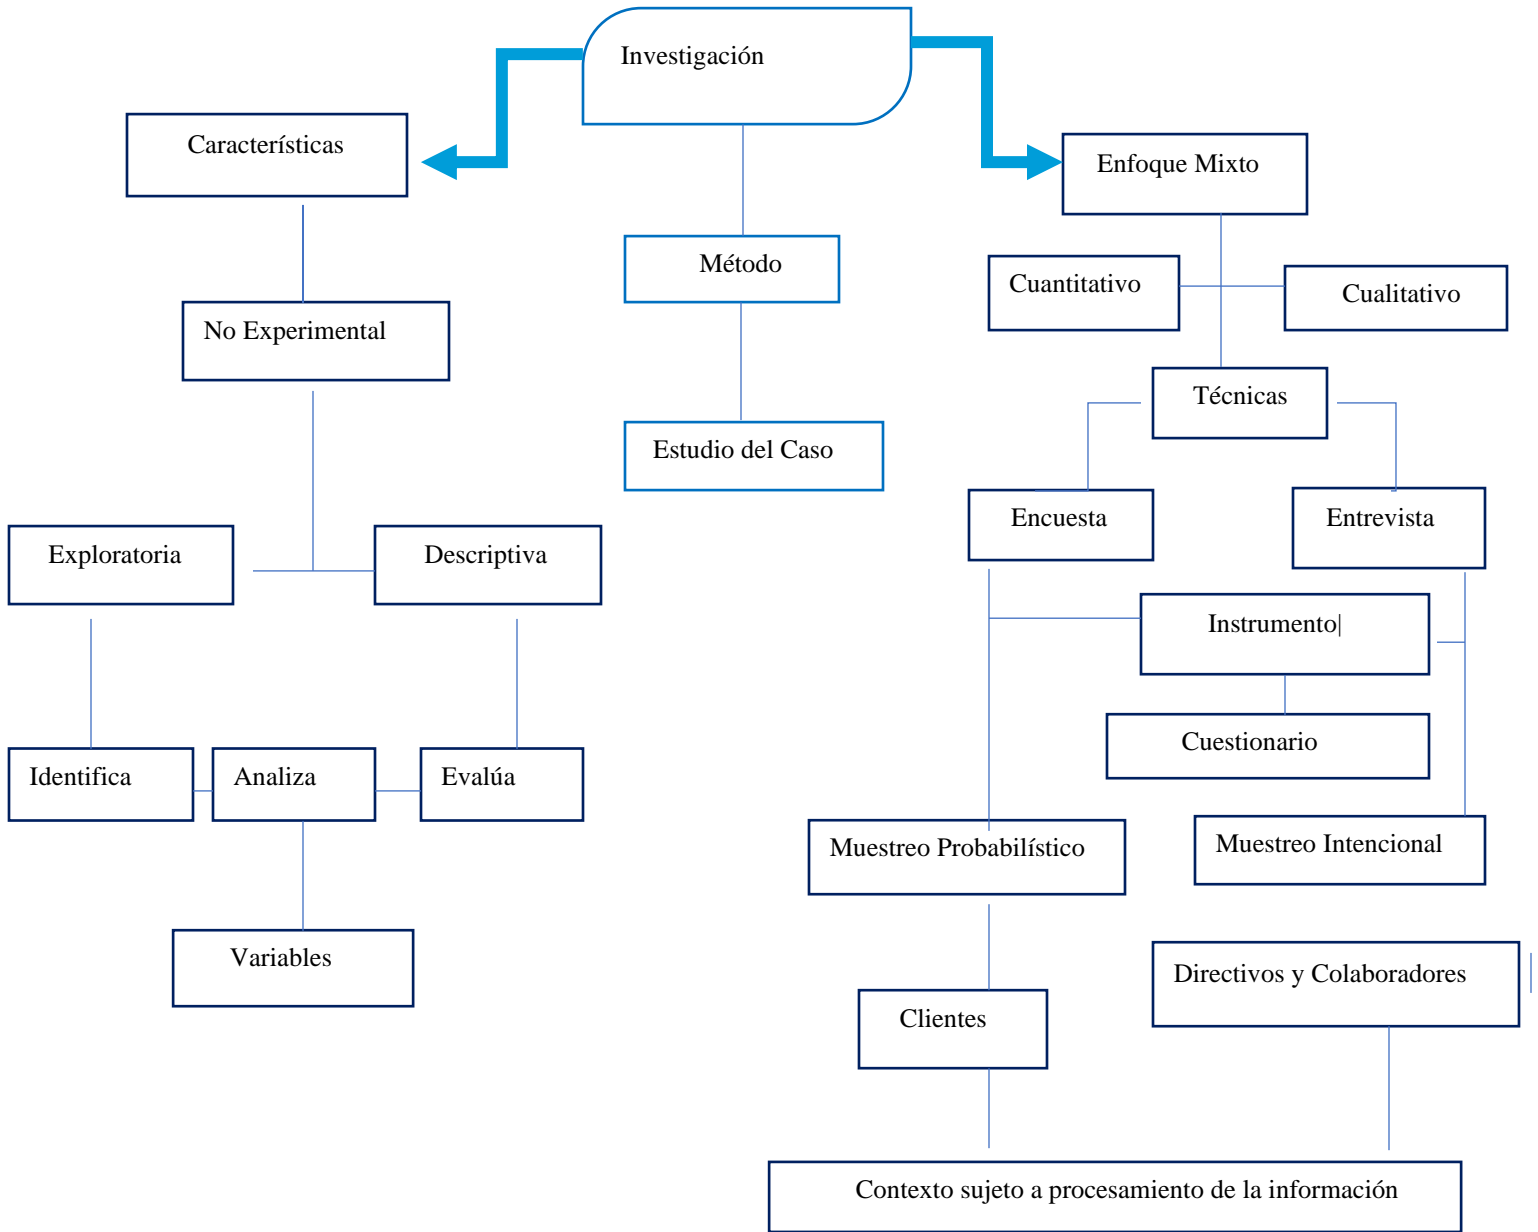 Investigación
Características
Enfoque Mixto
Método
Cuantitativo
Cualitativo
No Experimental
Técnicas
Estudio del Caso
Encuesta
Entrevista
Exploratoria
Descriptiva
Instrumento|
Cuestionario
Identifica
Analiza
Evalúa
Muestreo Probabilístico
Muestreo Intencional
Variables
Directivos y Colaboradores
Clientes
Contexto sujeto a procesamiento de la información